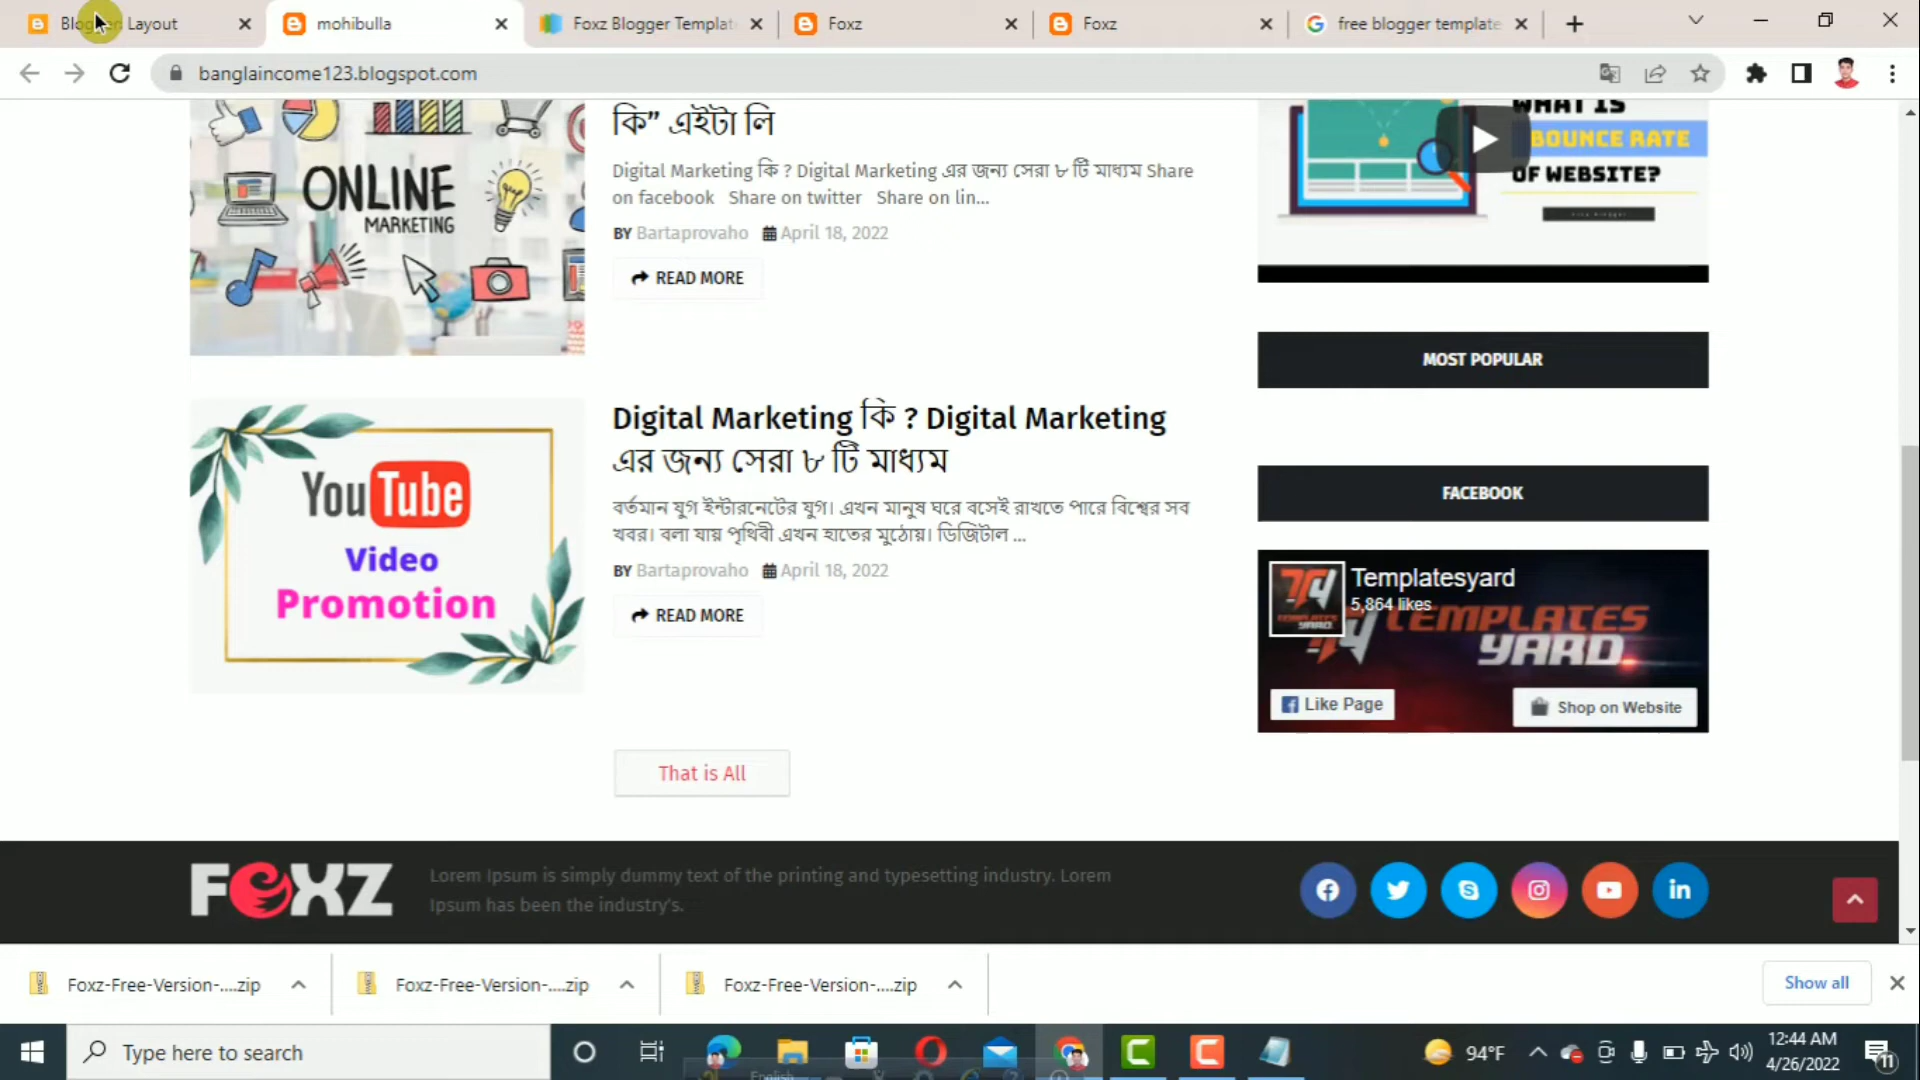 Layout
mohibulla
Foxz Blogger Templat
Foxz
Foxz
free blogger template
banglaincome123.blogspot.com
ONLINE
MARKETING
কি” এইটা লি
Digital Marketing কি ? Digital Marketing এর জন্য সেরা ৮ টি মাধ্যম Share
on facebook Share on twitter Share on lin...
BY Bartaprovaho April 18, 2022
READ MORE
WHAT IS
BOUNCE RATE
OF WEBSITE?
MOST POPULAR
YouTube
Video
Promotion
Digital Marketing কি ? Digital Marketing
এর জন্য সেরা ৮ টি মাধ্যম
বর্তমান যুগ ইন্টারনেটের যুগ। এখন মানুষ ঘরে বসেই রাখতে পারে বিশ্বের সব
খবর। বলা যায় পৃথিবী এখন হাতের মুঠোয়। ডিজিটাল ...
BY Bartaprovaho April 18, 2022
READ MORE
FACEBOOK
Templatesyard
5,864 likes
TEMPLATES
YARD
Like Page
Shop on Website
That is All
FOXZ
Lorem Ipsum is simply dummy text of the printing and typesetting industry. Lorem
Ipsum has been the industry's.
Foxz-Free-Version-....zip
Foxz-Free-Version-....zip
Foxz-Free-Version-....zip
Show all
Type here to search
English
94°F
12:44 AM
4/26/2022
11